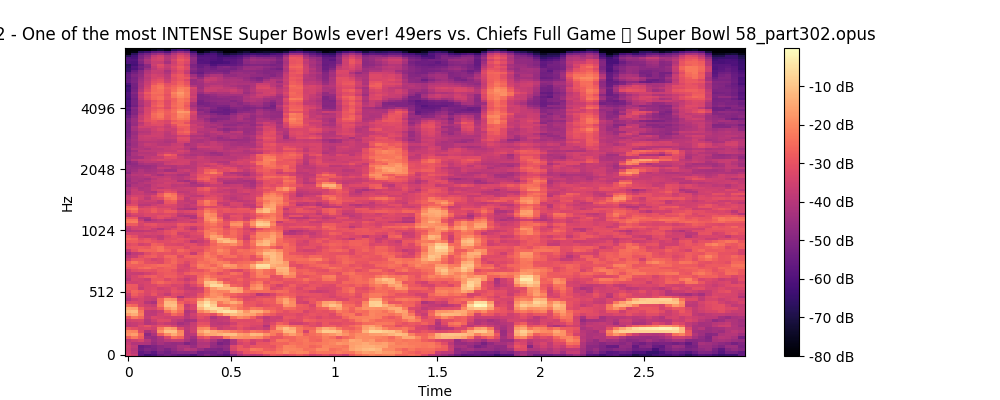 2 - One of the most INTENSE Super Bowls ever! 49ers vs. Chiefs Full Game ▯ Super Bowl 58_part302.opus
Hz
4096
2048
1024
512
0
0 0.5 1 1.5 2 2.5
Time
-10 dB
-20 dB
-30 dB
-40 dB
-50 dB
-60 dB
-70 dB
-80 dB